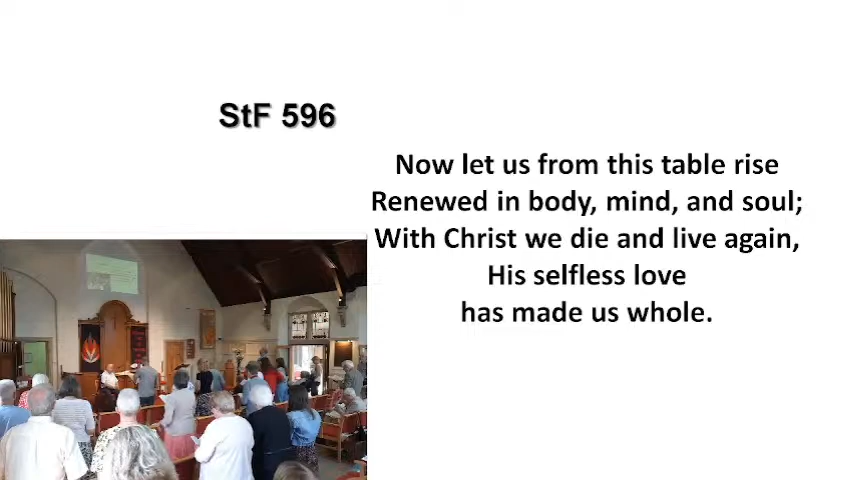 StF 596
Now let us from this table rise
Renewed in body, mind, and soul;
With Christ we die and live again,
His selfless love
has made us whole.